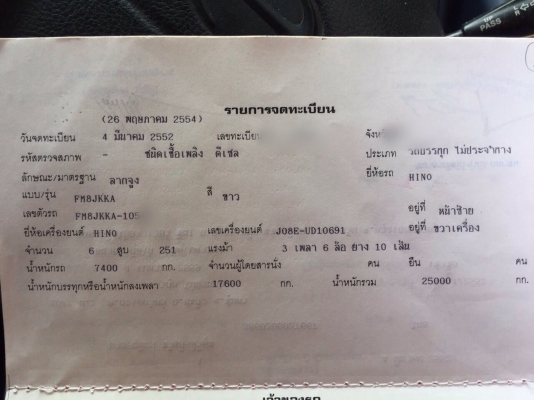 PASS
รายการจดทะเบียน
(26 พฤษภาคม 2554)
วันจดทะเบียน 4 มีนาคม 2552 เลขทะเบียน จังหวั
รหัสตรวจสภาพ - ชนิดเชื้อเพลิง ดีเซล ประเภท รถบรรทุก ไม่ประจำทาง
ลักษณะ/มาตรฐาน ลากจูง ยี่ห้อรถ HINO
แบบ/รุ่น FM8JKKA สี ขาว
เลขตัวรถ FM8JKKA-105 อยู่ที่ หน้าซ้าย
ยี่ห้อเครื่องยนต์ HINO เลขเครื่องยนต์ J08E-UD10691 อยู่ที่ ขวาเครื่อง
จำนวน 6 สูบ 251 แรงม้า 3 เพลา 6 ล้อ ยาง 10 เส้น
น้ำหนักรถ 7400 กก. จำนวนผู้โดยสารนั่ง คน ยืน คน
น้ำหนักบรรทุกหรือน้ำหนักลงเพลา 17600 กก. น้ำหนักรวม 25000 กก.
เจ้าของรถ